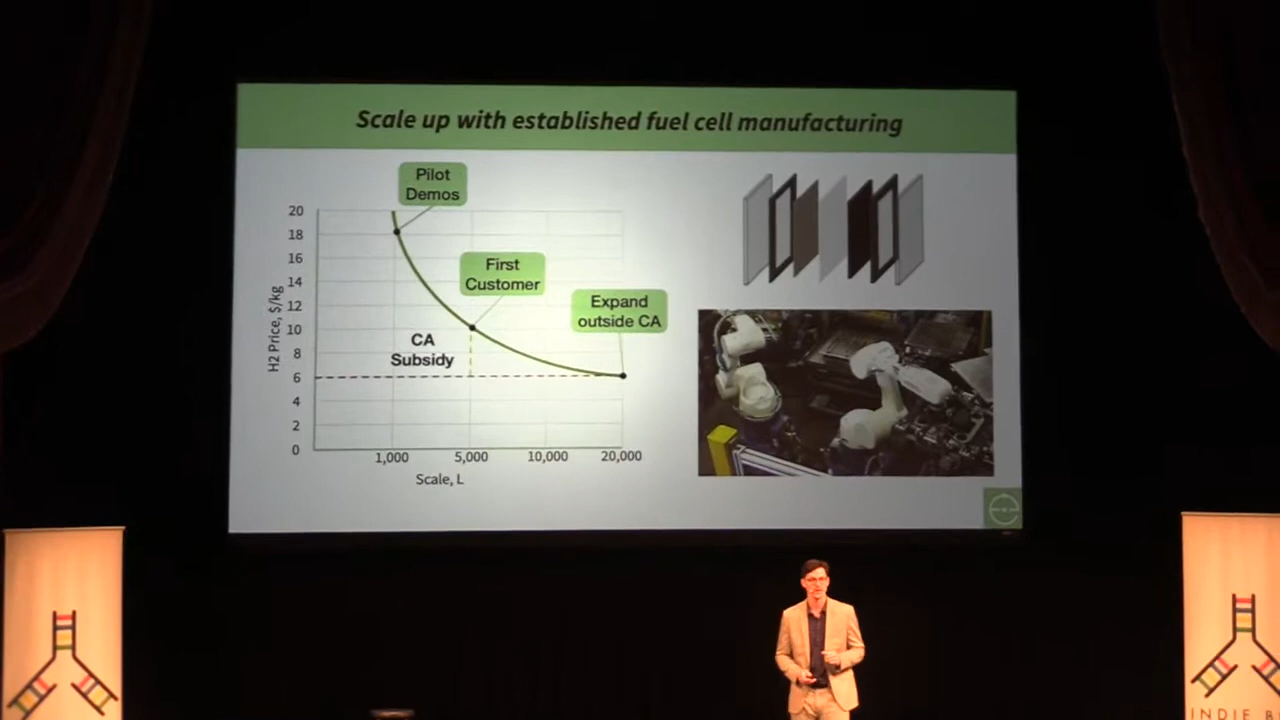 Scale up with established fuel cell manufacturing
Pilot
Demos
First
Customer
Expand
outside CA
CA
Subsidy
H2 Price, $/kg
20
18
16
14
12
10
8
6
4
2
0
1,000
5,000
10,000
20,000
Scale, L
INDIE B